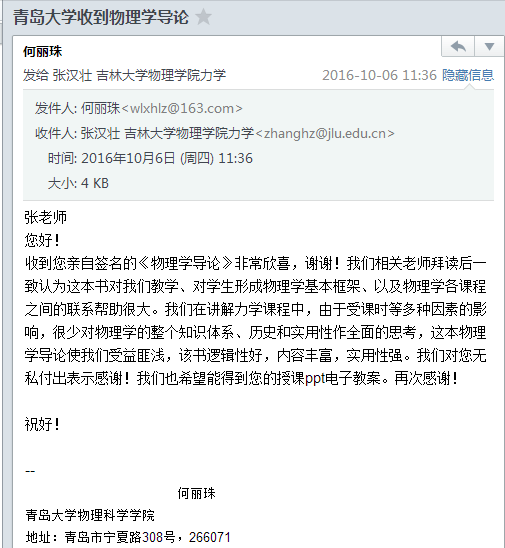 青岛大学收到物理学导论
何丽珠
发给 张汉壮 吉林大学物理学院力学 2016-10-06 11:36 隐藏信息
发件人: 何丽珠<wlxhlz@163.com>
收件人: 张汉壮 吉林大学物理学院力学<zhanghz@jlu.edu.cn>
时间: 2016年10月6日 (周四) 11:36
大小: 4 KB
张老师
您好！
收到您亲自签名的《物理学导论》非常欣喜，谢谢！我们相关老师拜读后一
致认为这本书对我们教学、对学生形成物理学基本框架、以及物理学各课程
之间的联系帮助很大。我们在讲解力学课程中，由于受课时等多种因素的影
响，很少对物理学的整个知识体系、历史和实用性作全面的思考，这本物理
学导论使我们受益匪浅，该书逻辑性好，内容丰富，实用性强。我们对您无
私付出表示感谢！我们也希望能得到您的授课ppt电子教案。再次感谢！
祝好！
--
何丽珠
青岛大学物理科学学院
地址：青岛市宁夏路308号，266071